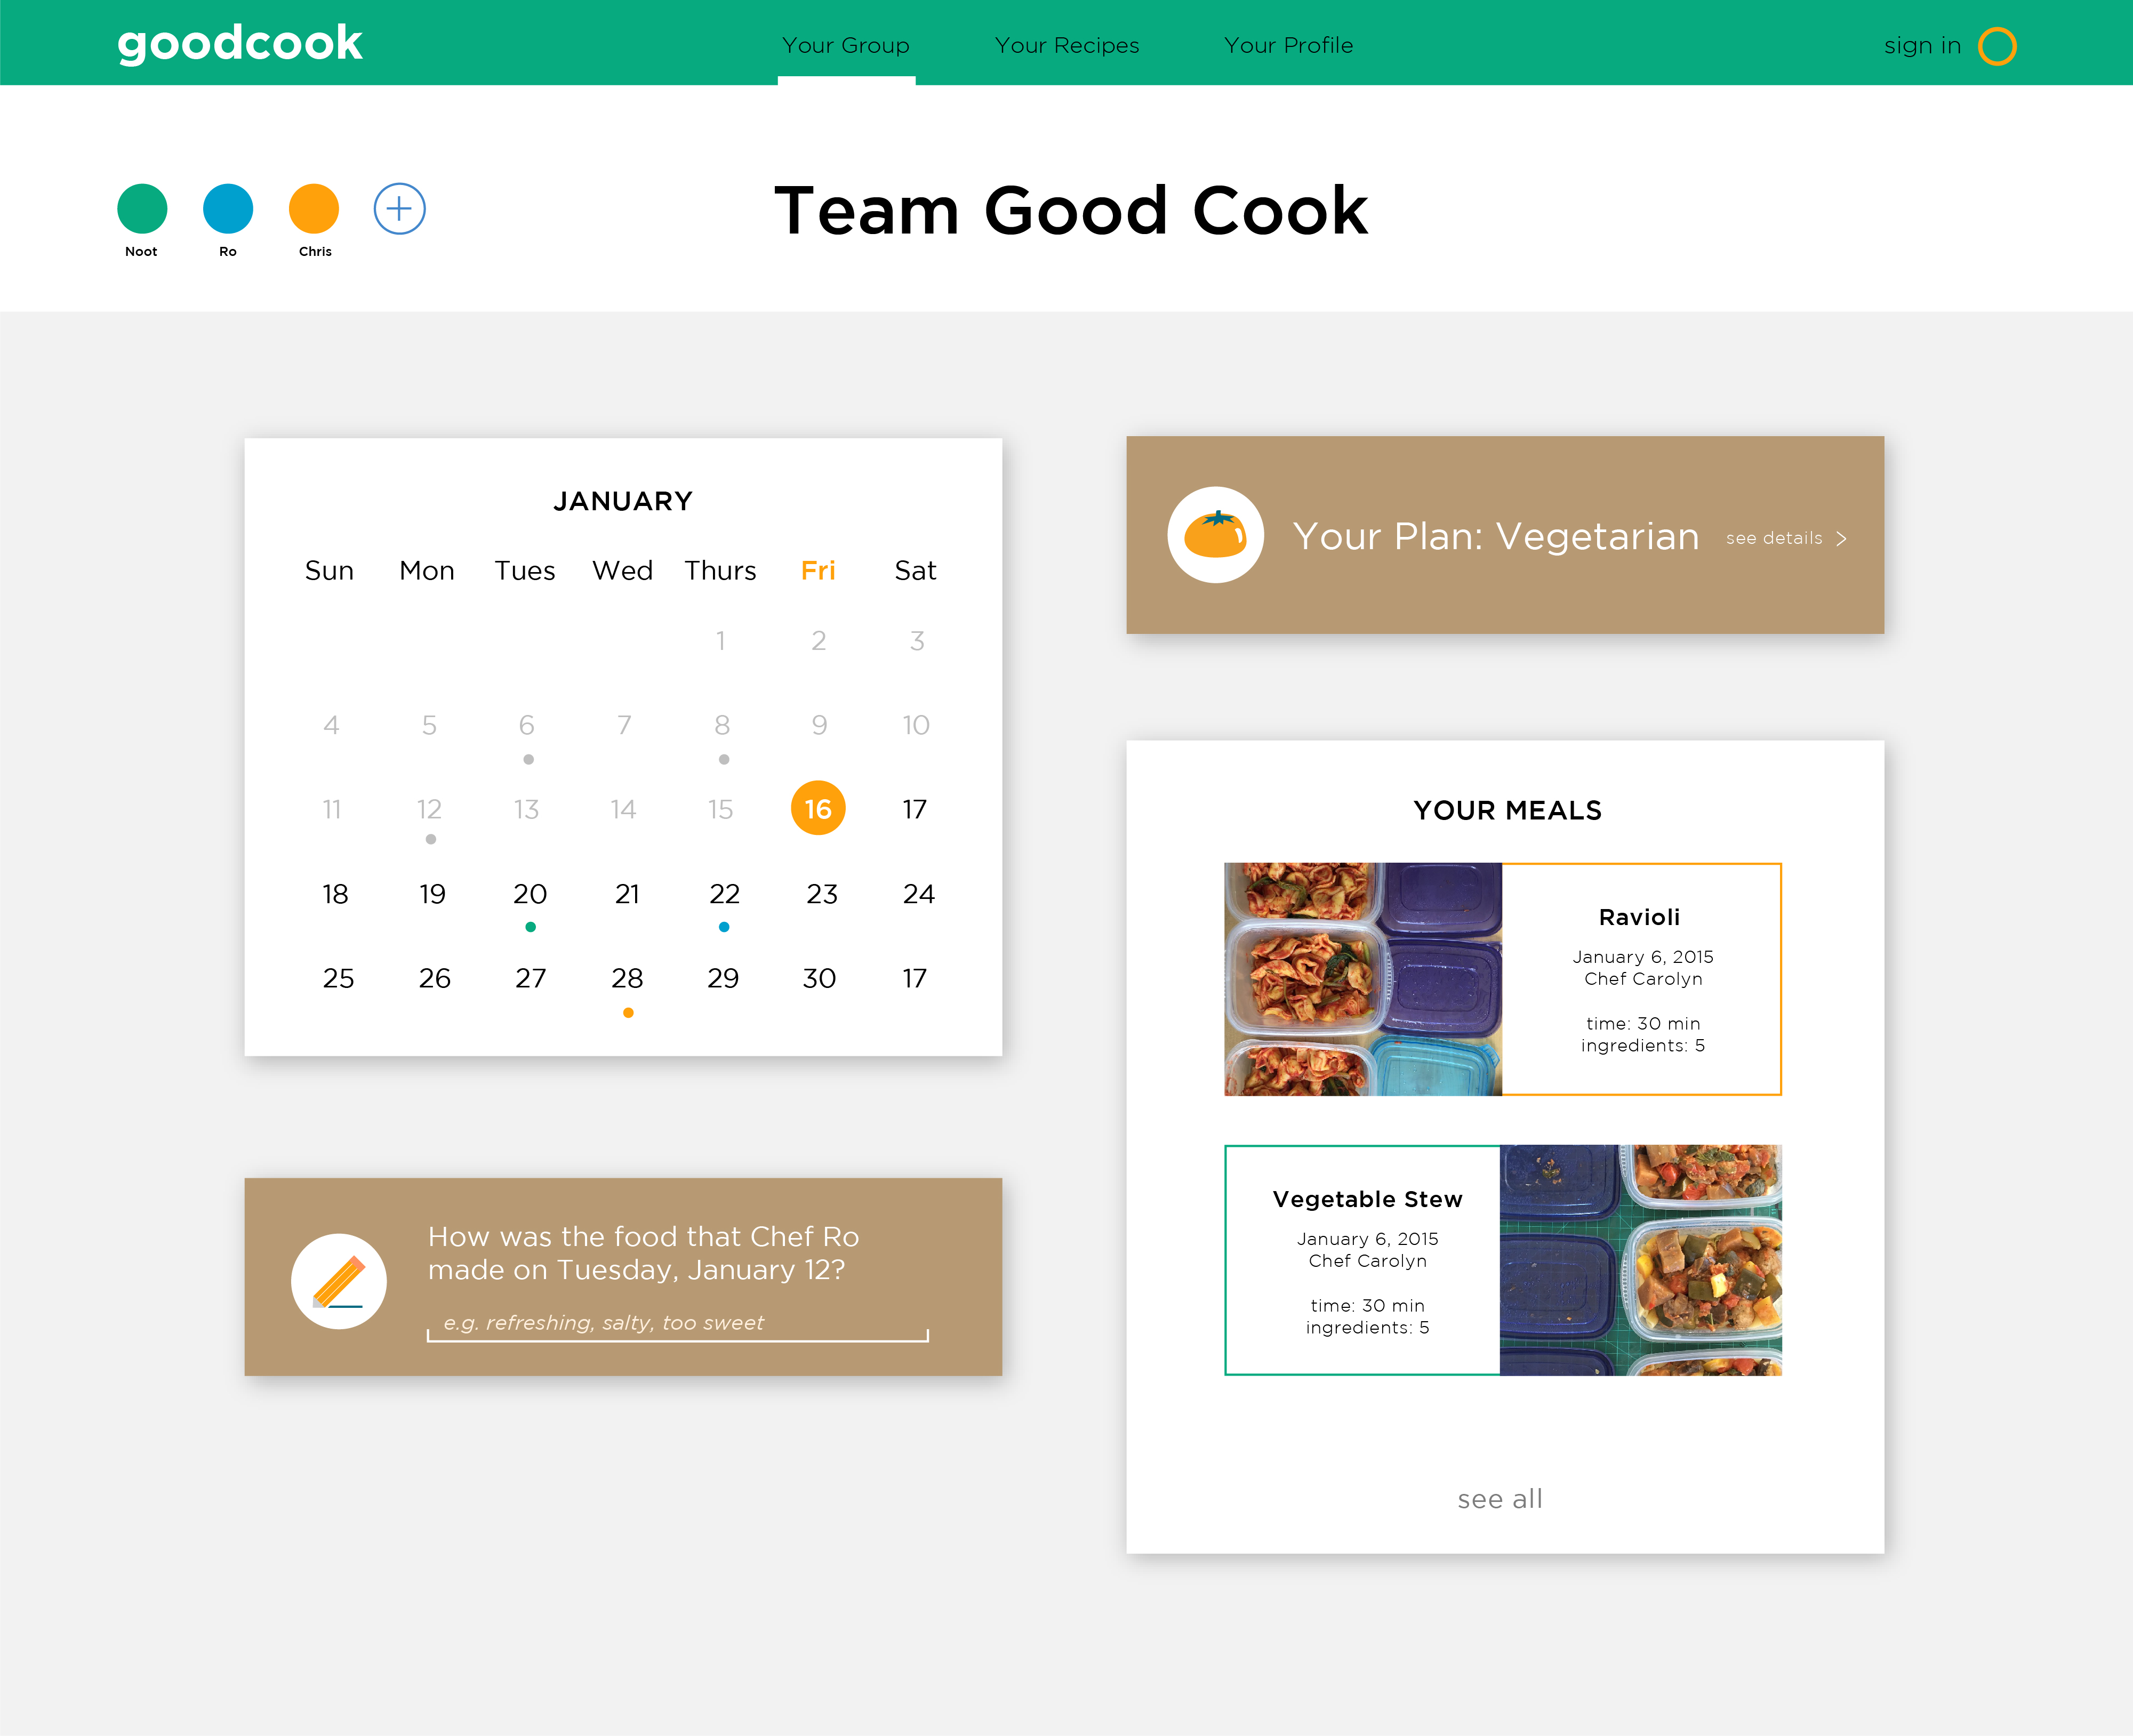 goodcook
Your Group Your Recipes Your Profile
sign in
Team Good Cook
Noot Ro Chris
JANUARY
Sun Mon Tues Wed Thurs Fri Sat
1 2 3
4 5 6 7 8 9 10
11 12 13 14 15 16 17
18 19 20 21 22 23 24
25 26 27 28 29 30 17
How was the food that Chef Ro
made on Tuesday, January 12?
e.g. refreshing, salty, too sweet
Your Plan: Vegetarian see details >
YOUR MEALS
Ravioli
January 6, 2015
Chef Carolyn
time: 30 min
ingredients: 5
Vegetable Stew
January 6, 2015
Chef Carolyn
time: 30 min
ingredients: 5
see all